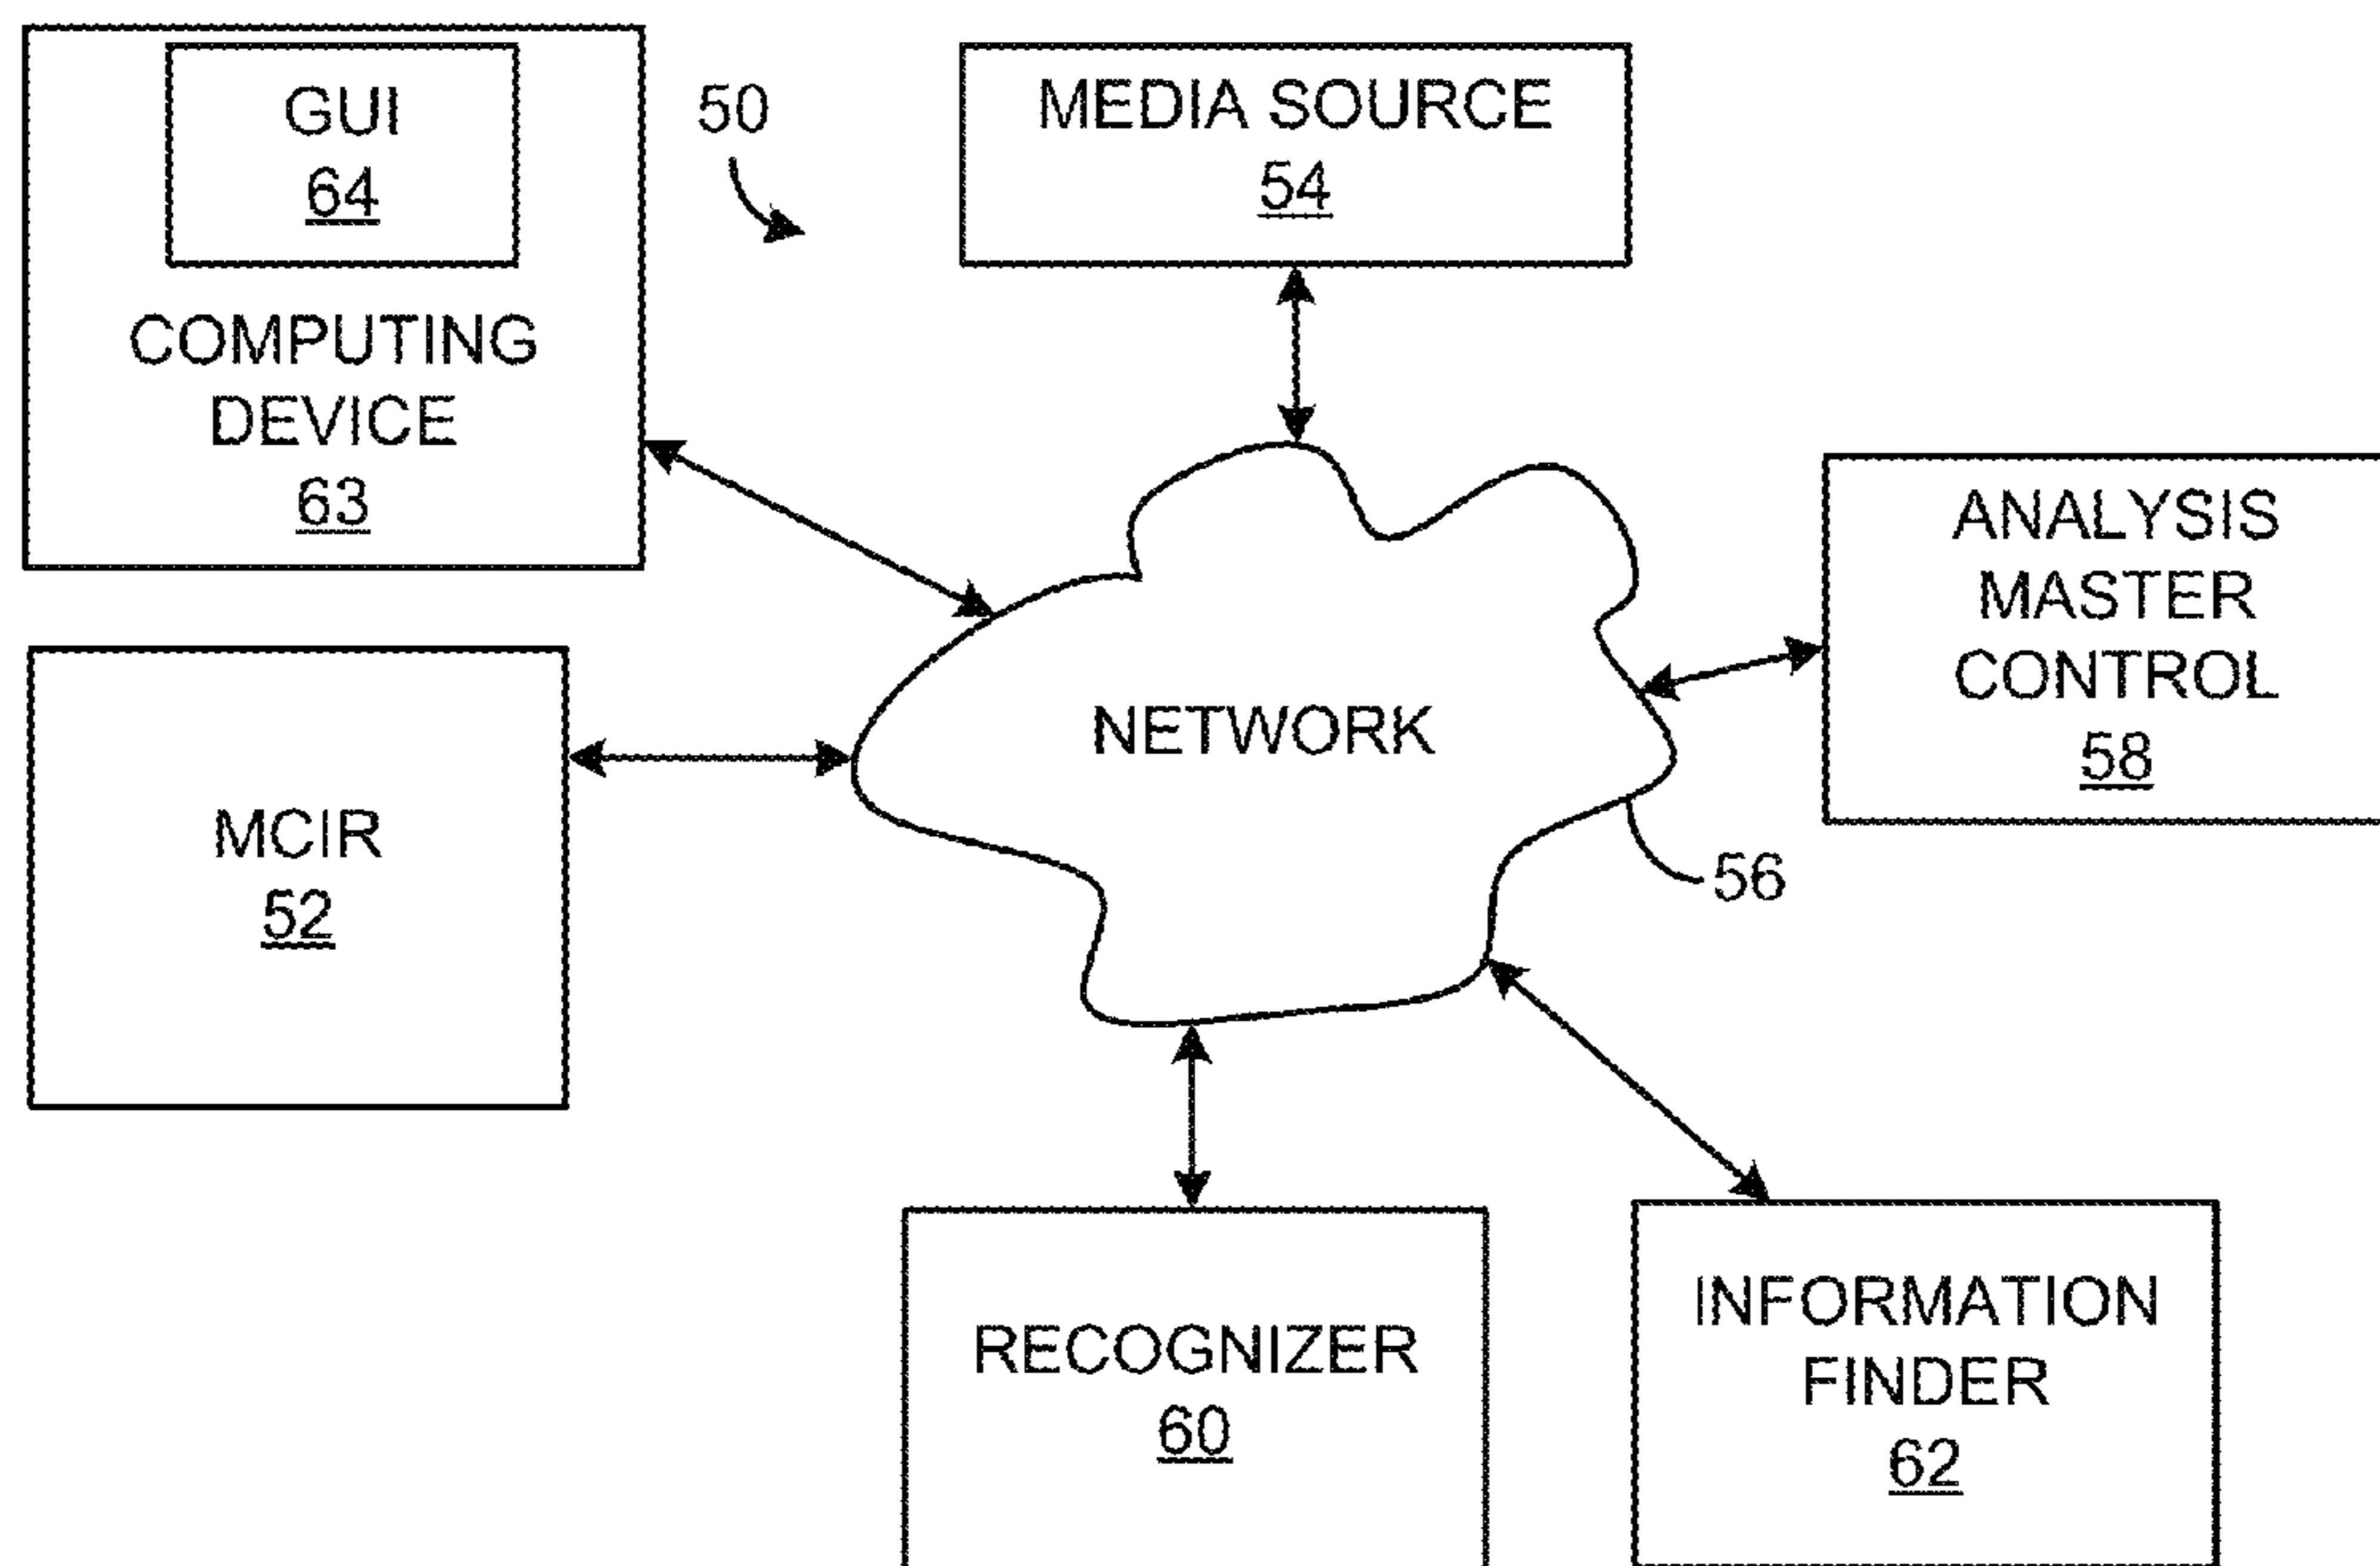 GUI
64
COMPUTING
DEVICE
63
50
MEDIA SOURCE
54
ANALYSIS
MASTER
CONTROL
58
NETWORK
56
MCIR
52
RECOGNIZER
60
INFORMATION
FINDER
62